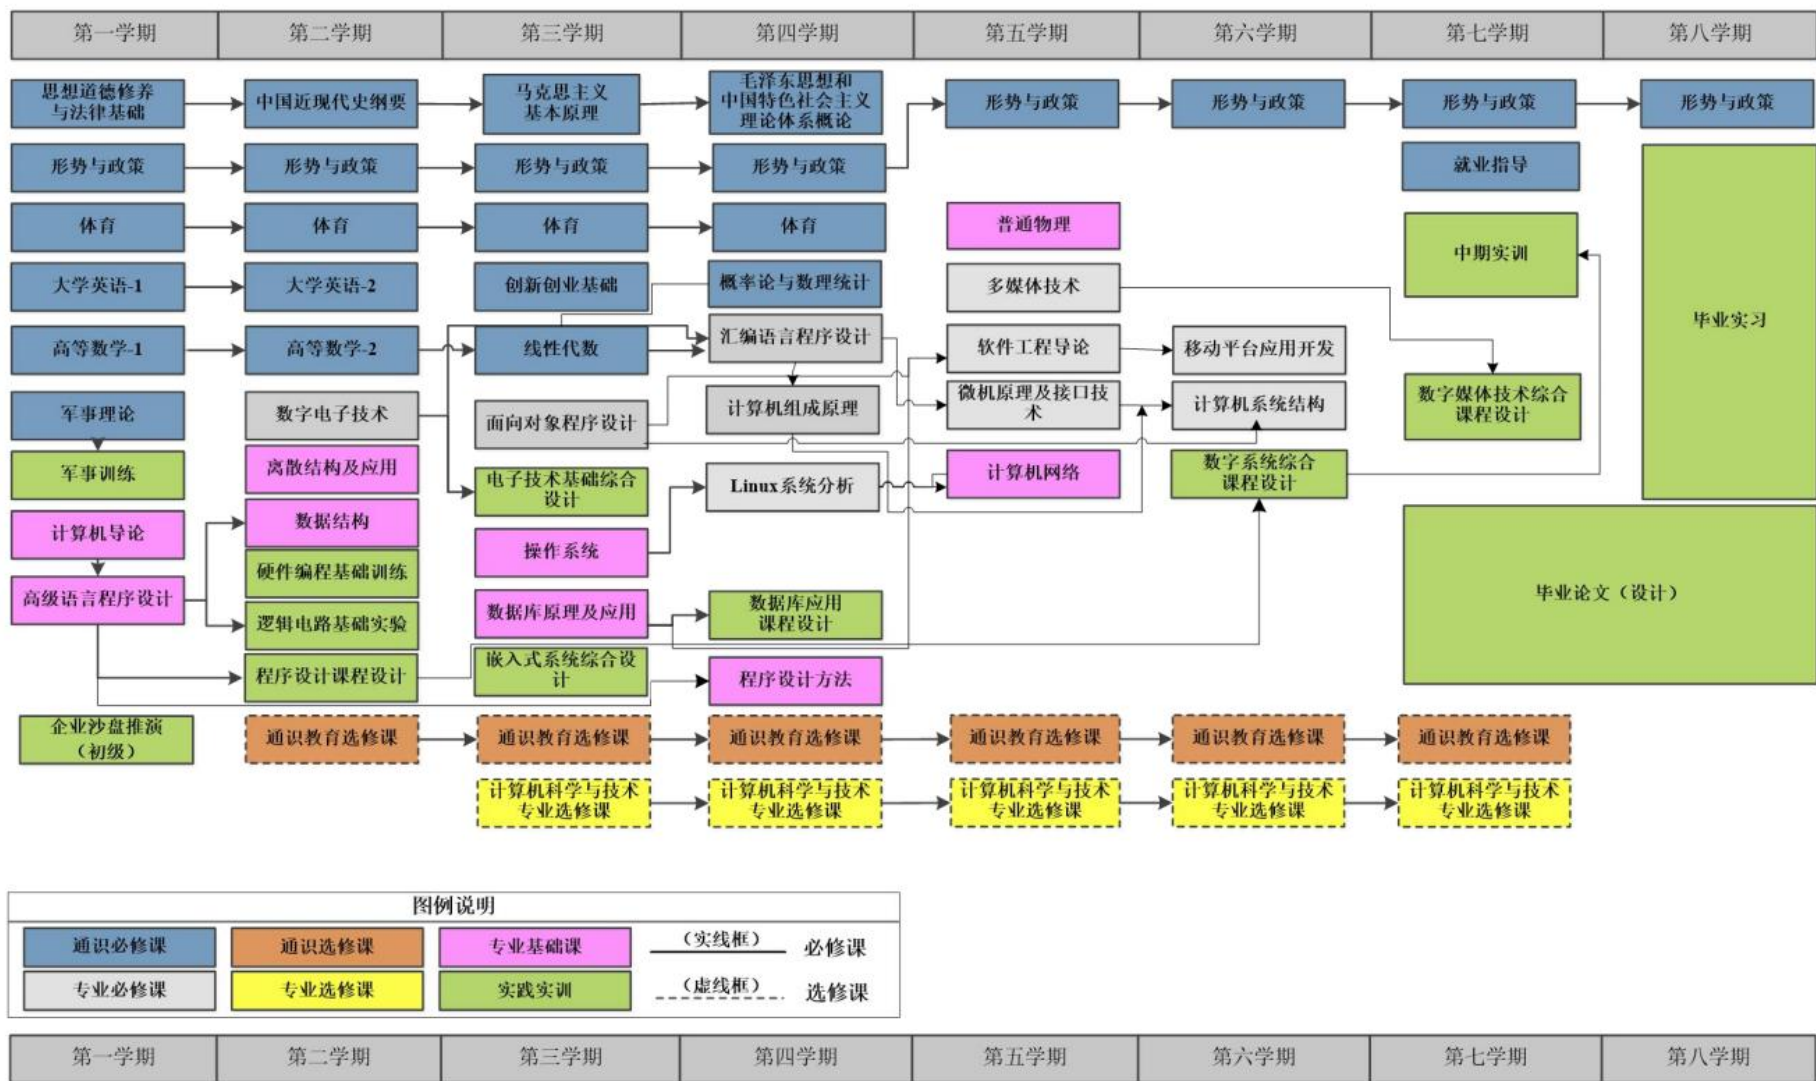 第一学期
第二学期
第三学期
第四学期
第五学期
第六学期
第七学期
第八学期
思想道德修养
与法律基础
中国近现代史纲要
马克思主义
基本原理
毛泽东思想和
中国特色社会主义
理论体系概论
形势与政策
形势与政策
形势与政策
形势与政策
形势与政策
形势与政策
形势与政策
形势与政策
就业指导
体育
体育
体育
体育
普通物理
中期实训
毕业实习
大学英语-1
大学英语-2
创新创业基础
概率论与数理统计
多媒体技术
高等数学-1
高等数学-2
线性代数
汇编语言程序设计
软件工程导论
移动平台应用开发
军事理论
数字电子技术
面向对象程序设计
计算机组成原理
微机原理及接口技
术
计算机系统结构
数字媒体技术综合
课程设计
军事训练
离散结构及应用
电子技术基础综合
设计
Linux系统分析
计算机网络
数字系统综合
课程设计
计算机导论
数据结构
操作系统
硬件编程基础训练
高级语言程序设计
逻辑电路基础实验
数据库原理及应用
数据库应用
课程设计
毕业论文（设计）
程序设计课程设计
嵌入式系统综合设
计
程序设计方法
企业沙盘推演
（初级）
通识教育选修课
通识教育选修课
通识教育选修课
通识教育选修课
通识教育选修课
通识教育选修课
计算机科学与技术
专业选修课
计算机科学与技术
专业选修课
计算机科学与技术
专业选修课
计算机科学与技术
专业选修课
计算机科学与技术
专业选修课
图例说明
通识必修课
通识选修课
专业基础课
（实线框）
必修课
专业必修课
专业选修课
实践实训
（虚线框）
选修课
第一学期
第二学期
第三学期
第四学期
第五学期
第六学期
第七学期
第八学期